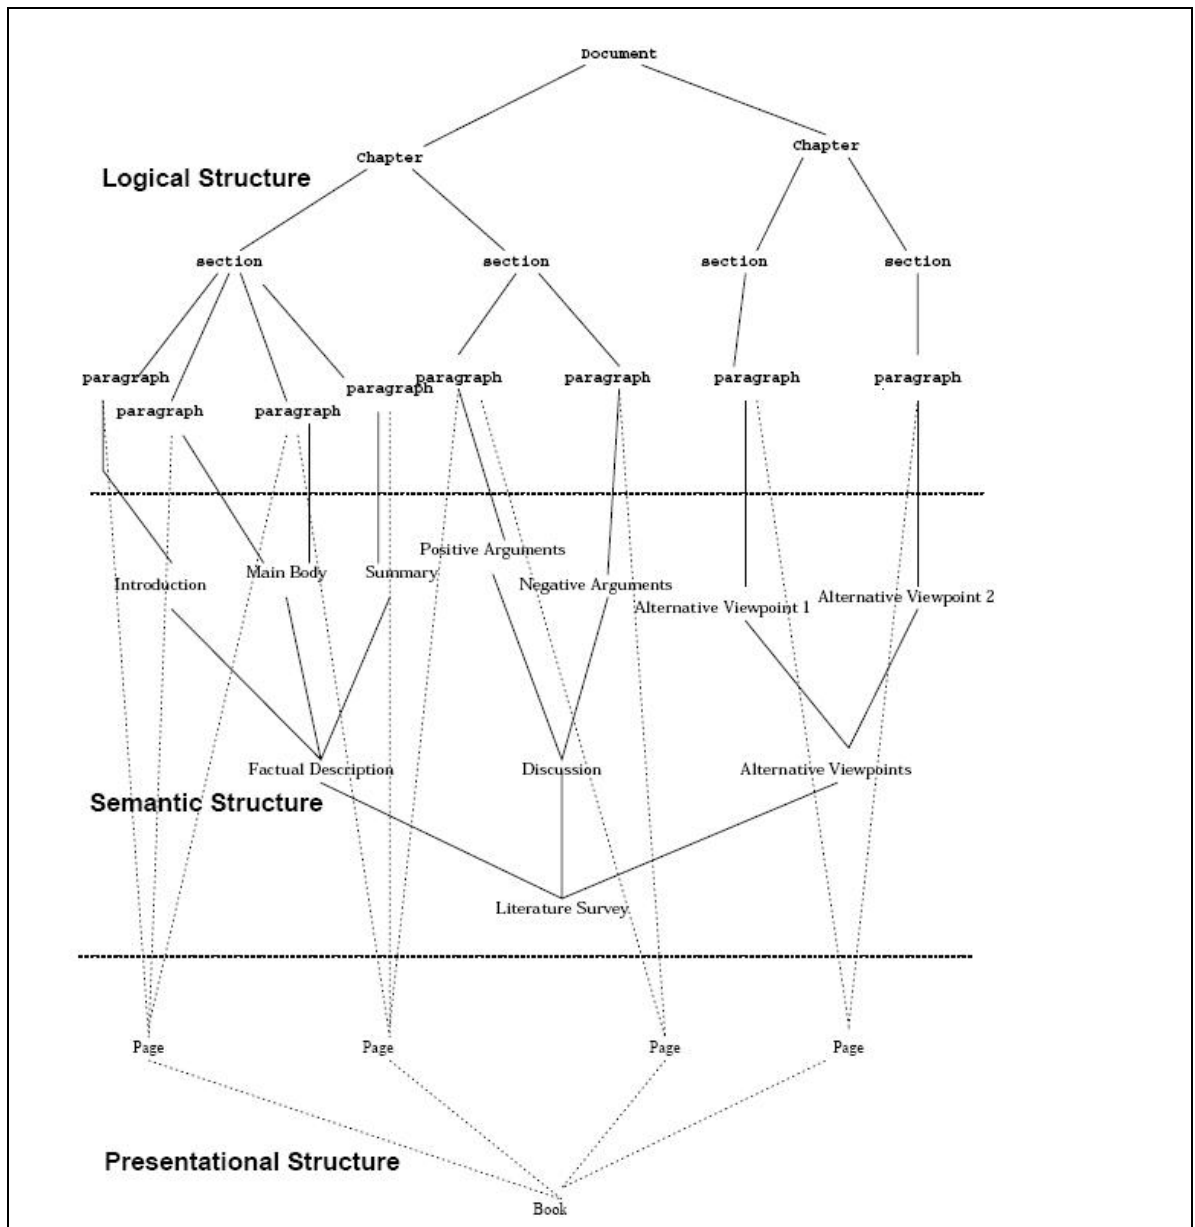 Document
Chapter
Chapter
Logical Structure
section
section
section
section
paragraph
paragraph
paragraph
paragraph
paragraph
paragraph
paragraph
paragraph
Positive Arguments
Introduction
Main Body
Summary
Negative Arguments
Alternative Viewpoint 1
Alternative Viewpoint 2
Factual Description
Discussion
Alternative Viewpoints
Semantic Structure
Literature Survey
Page
Page
Page
Page
Presentational Structure
Book